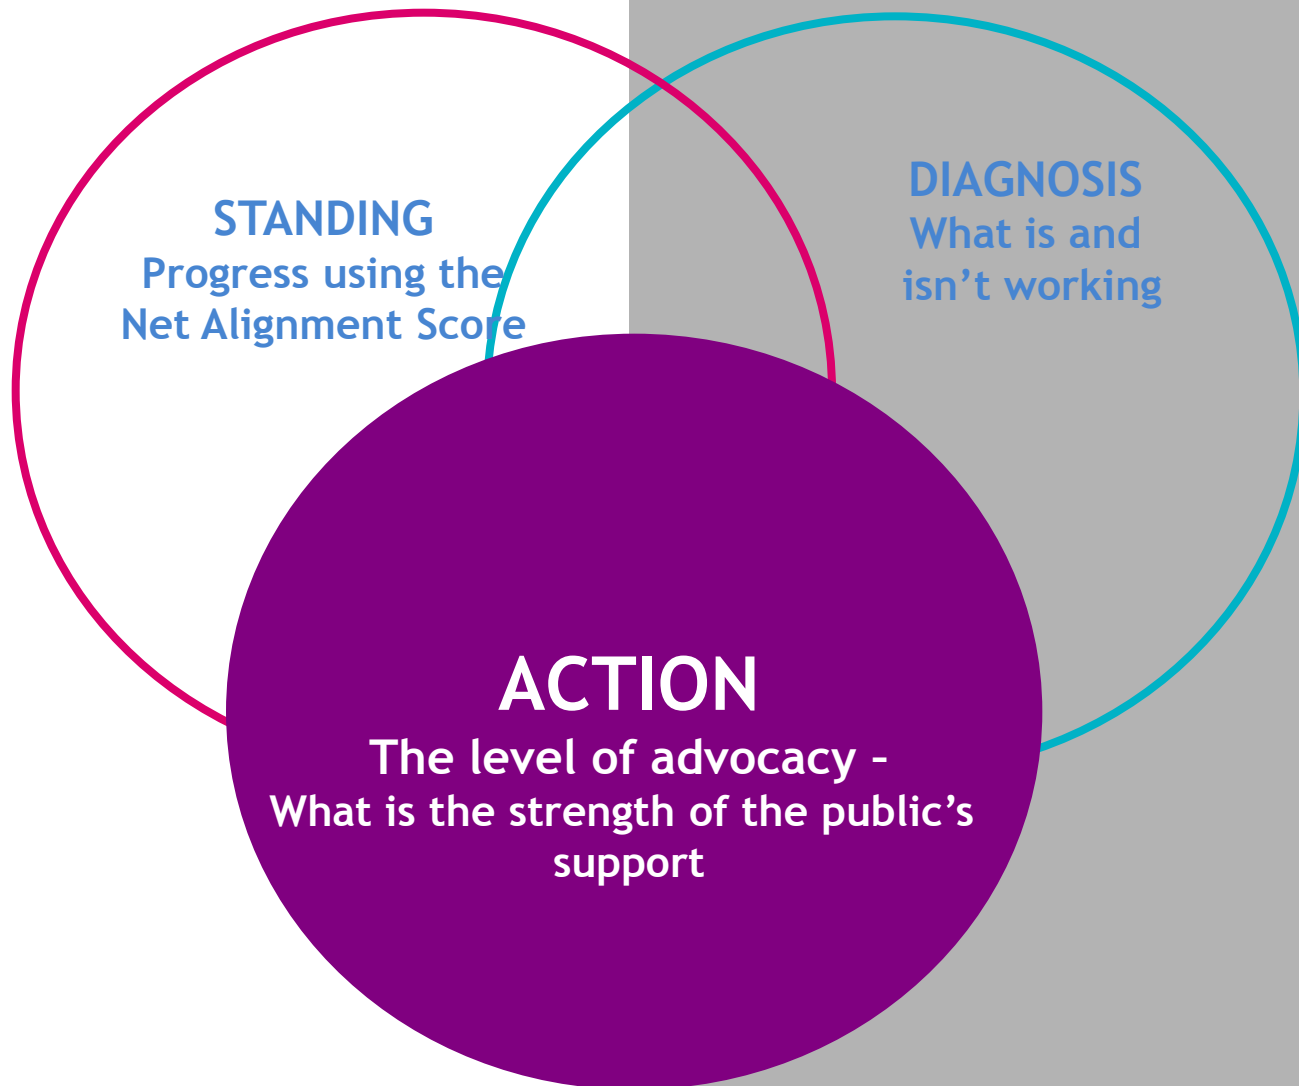 STANDING
Progress using the
Net Alignment Score
DIAGNOSIS
What is and
isn’t working
ACTION
The level of advocacy –
What is the strength of the public’s
support